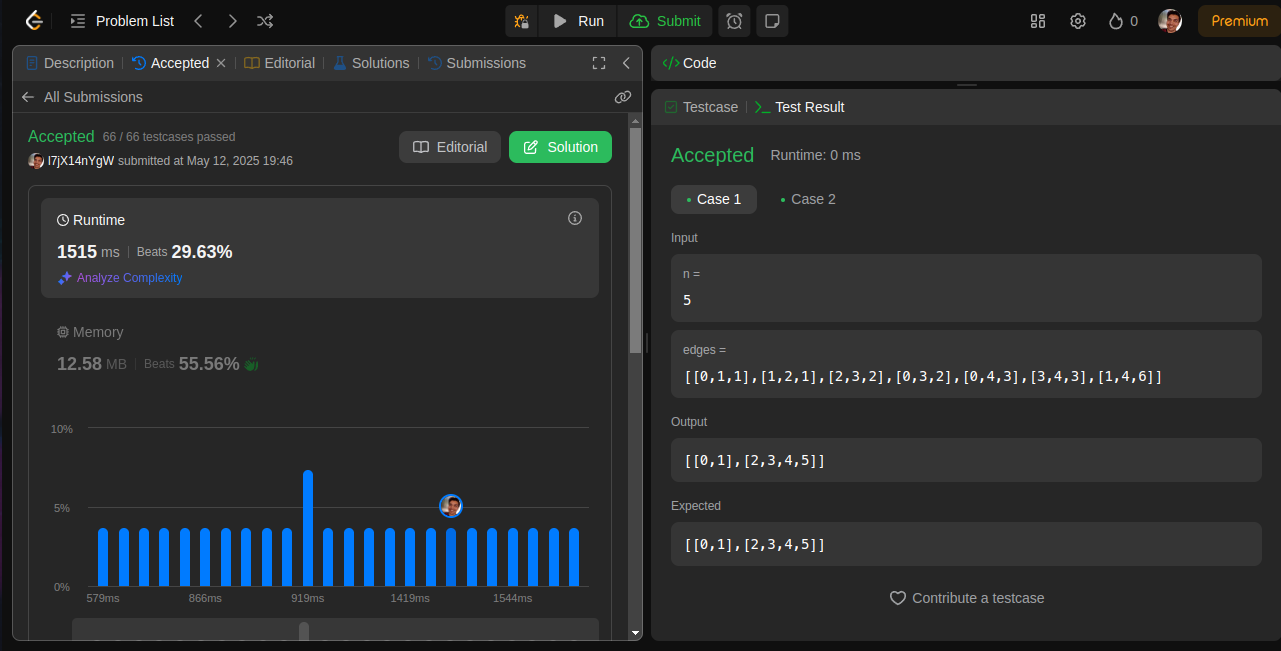 Problem List
Run
Submit
0
Premium
Description
Accepted
Editorial
Solutions
Submissions
All Submissions
Accepted 66 / 66 testcases passed
l7jX14nYgW submitted at May 12, 2025 19:46
Editorial
Solution
Runtime
1515 ms Beats 29.63%
Analyze Complexity
Memory
12.58 MB Beats 55.56%
10%
5%
0%
579ms 866ms 919ms 1419ms 1544ms
</> Code
Testcase
Test Result
Accepted Runtime: 0 ms
Case 1
Case 2
Input
n =
5
edges =
[[0,1,1],[1,2,1],[2,3,2],[0,3,2],[0,4,3],[3,4,3],[1,4,6]]
Output
[[0,1],[2,3,4,5]]
Expected
[[0,1],[2,3,4,5]]
Contribute a testcase